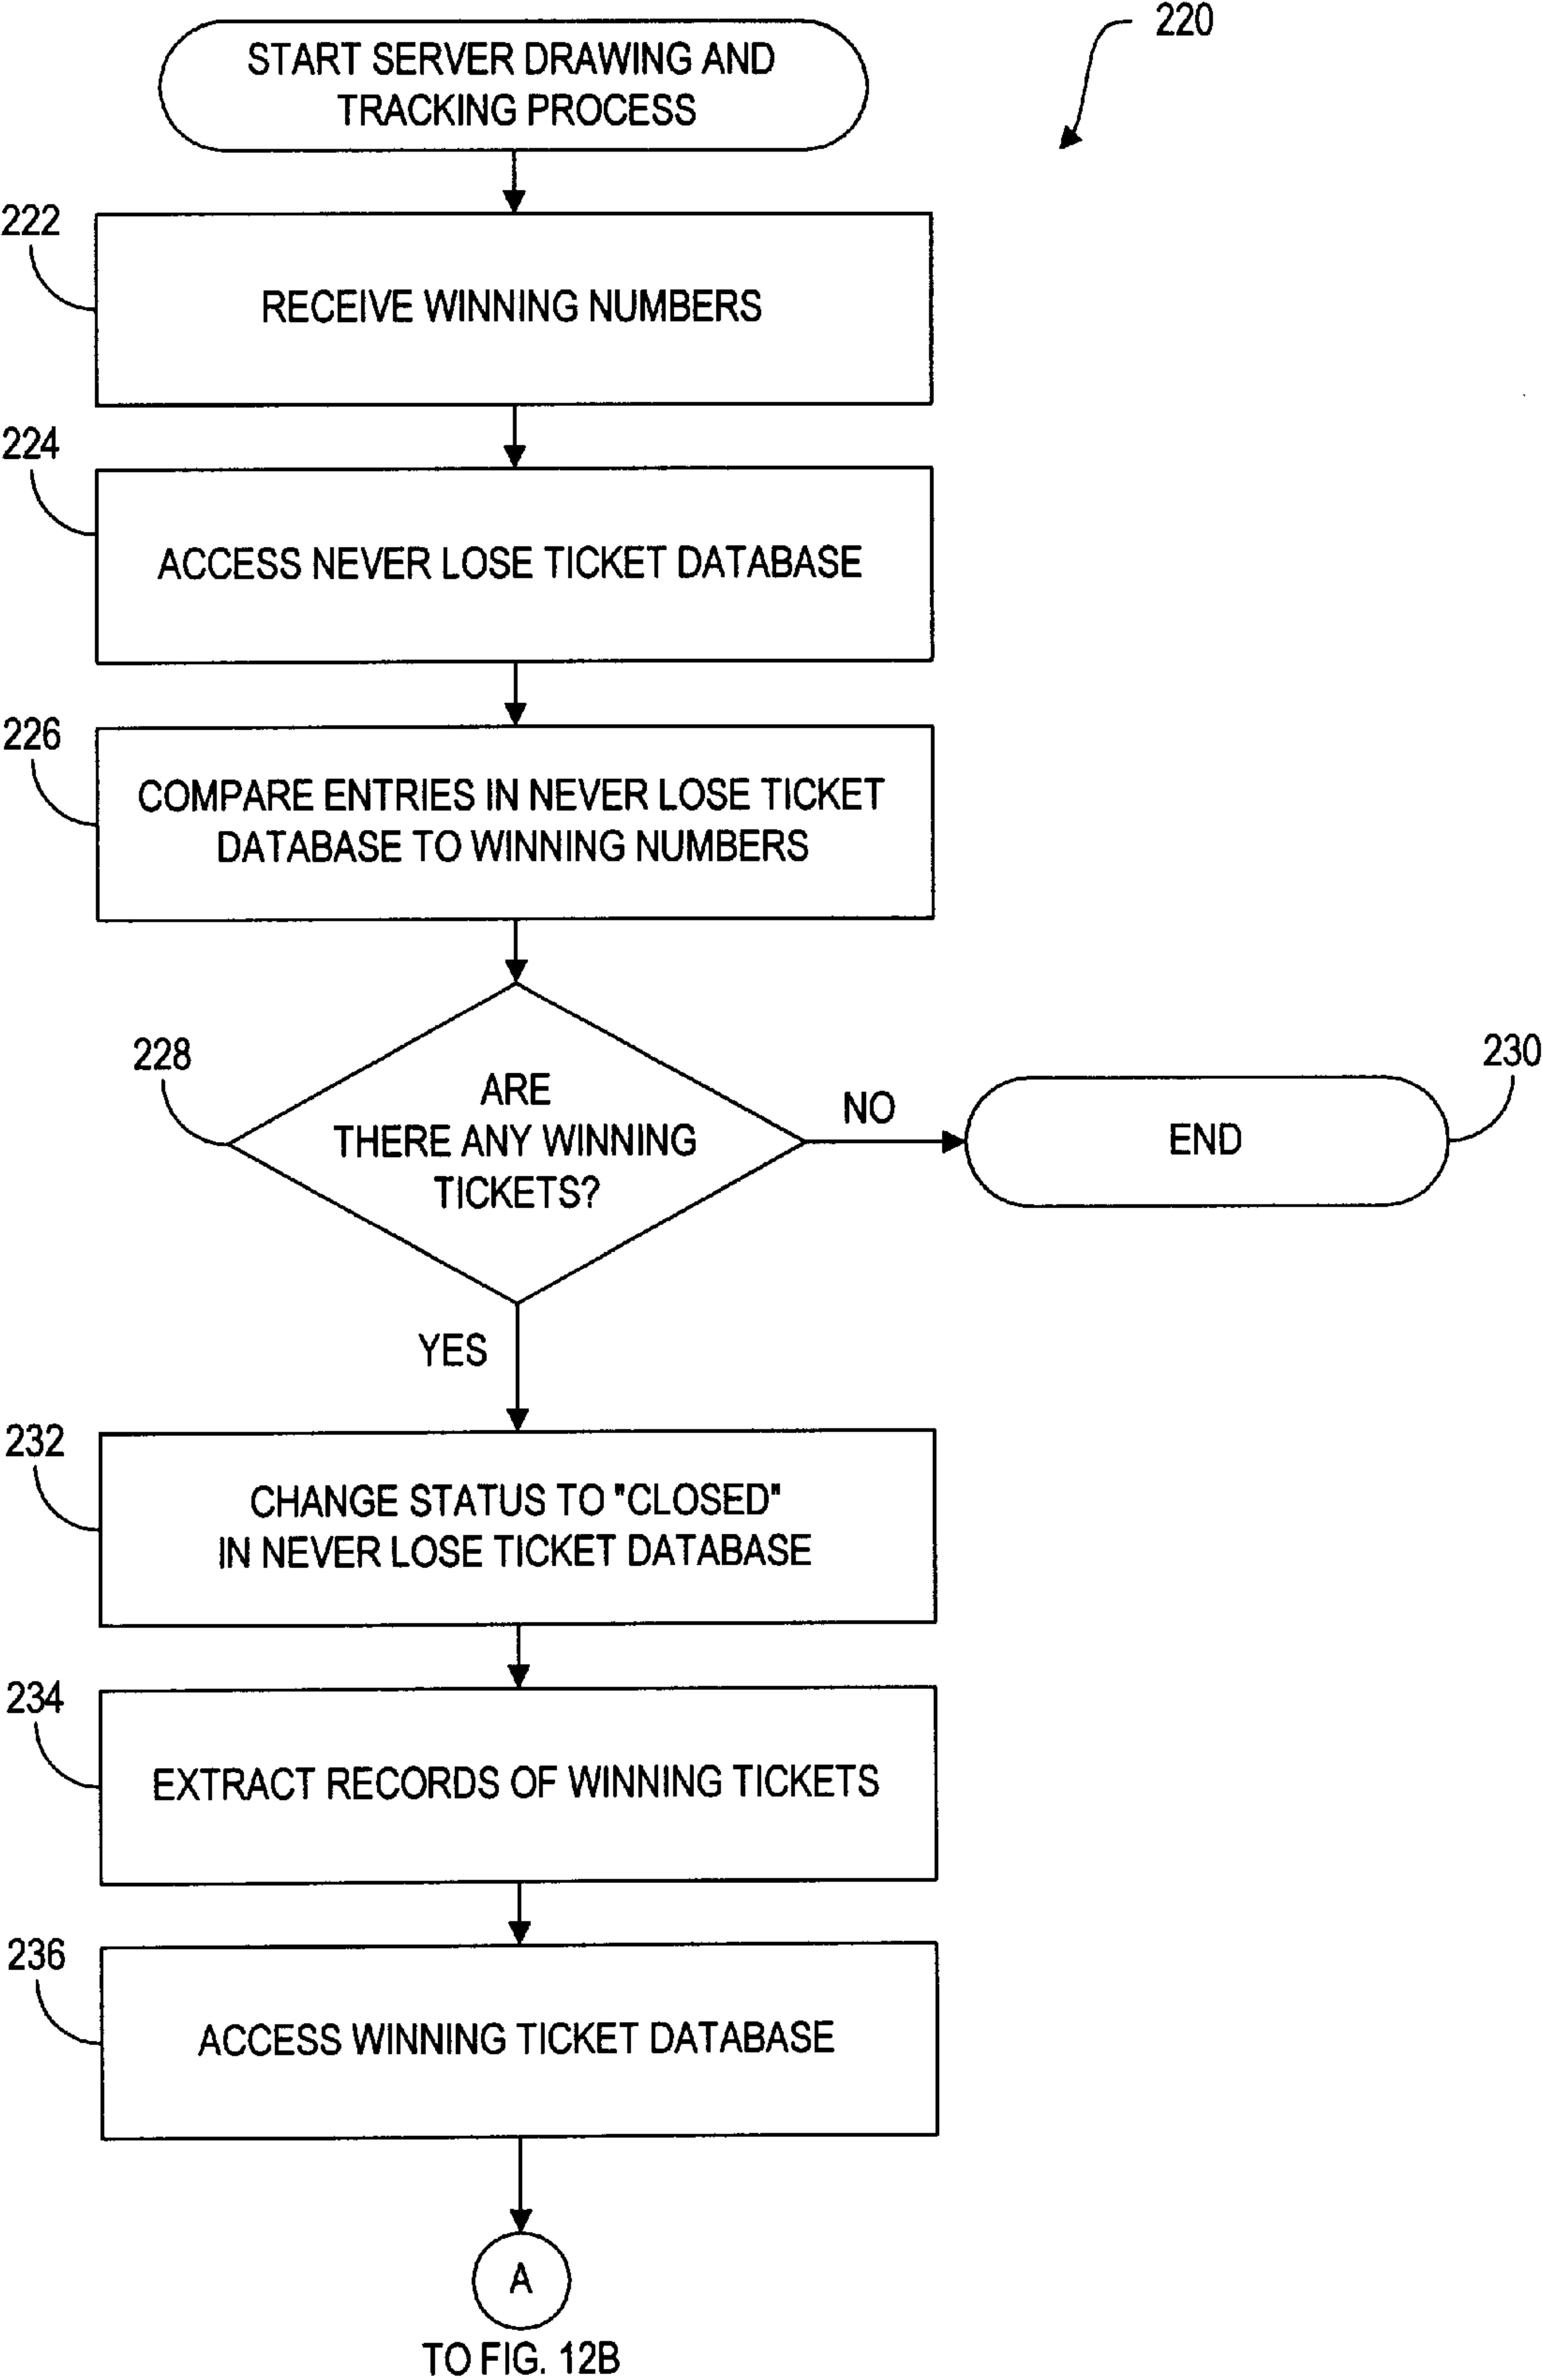 220
START SERVER DRAWING AND
TRACKING PROCESS
222
RECEIVE WINNING NUMBERS
224
ACCESS NEVER LOSE TICKET DATABASE
226
COMPARE ENTRIES IN NEVER LOSE TICKET
DATABASE TO WINNING NUMBERS
228
ARE
THERE ANY WINNING
TICKETS?
NO
230
END
YES
232
CHANGE STATUS TO "CLOSED"
IN NEVER LOSE TICKET DATABASE
234
EXTRACT RECORDS OF WINNING TICKETS
236
ACCESS WINNING TICKET DATABASE
A
TO FIG. 12B